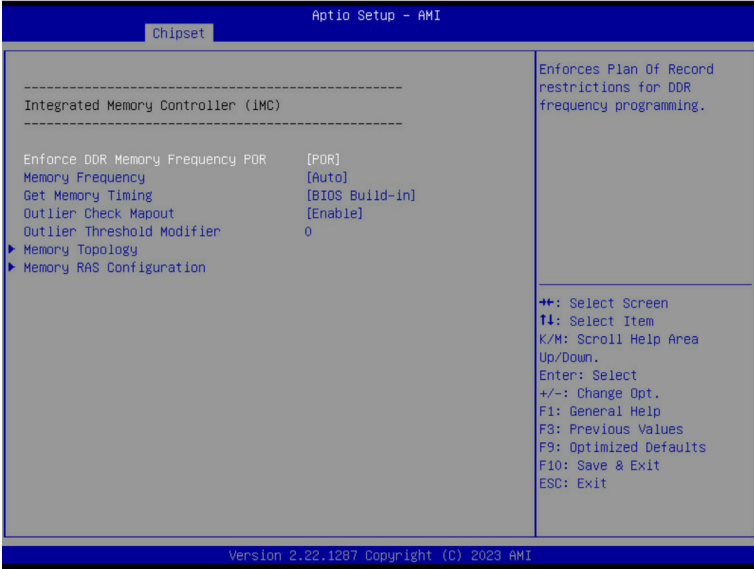 Aptio Setup – AMI
Chipset
----------------------------------------------------
Integrated Memory Controller (iMC)
----------------------------------------------------
Enforce DDR Memory Frequency POR [POR]
Memory Frequency [Auto]
Get Memory Timing [BIOS Build-in]
Outlier Check Mapout [Enable]
Outlier Threshold Modifier 0
Memory Topology
Memory RAS Configuration
Enforces Plan Of Record
restrictions for DDR
frequency programming.
→←: Select Screen
↑↓: Select Item
K/M: Scroll Help Area
Up/Down.
Enter: Select
+/-: Change Opt.
F1: General Help
F3: Previous Values
F9: Optimized Defaults
F10: Save & Exit
ESC: Exit
Version 2.22.1287 Copyright (C) 2023 AMI